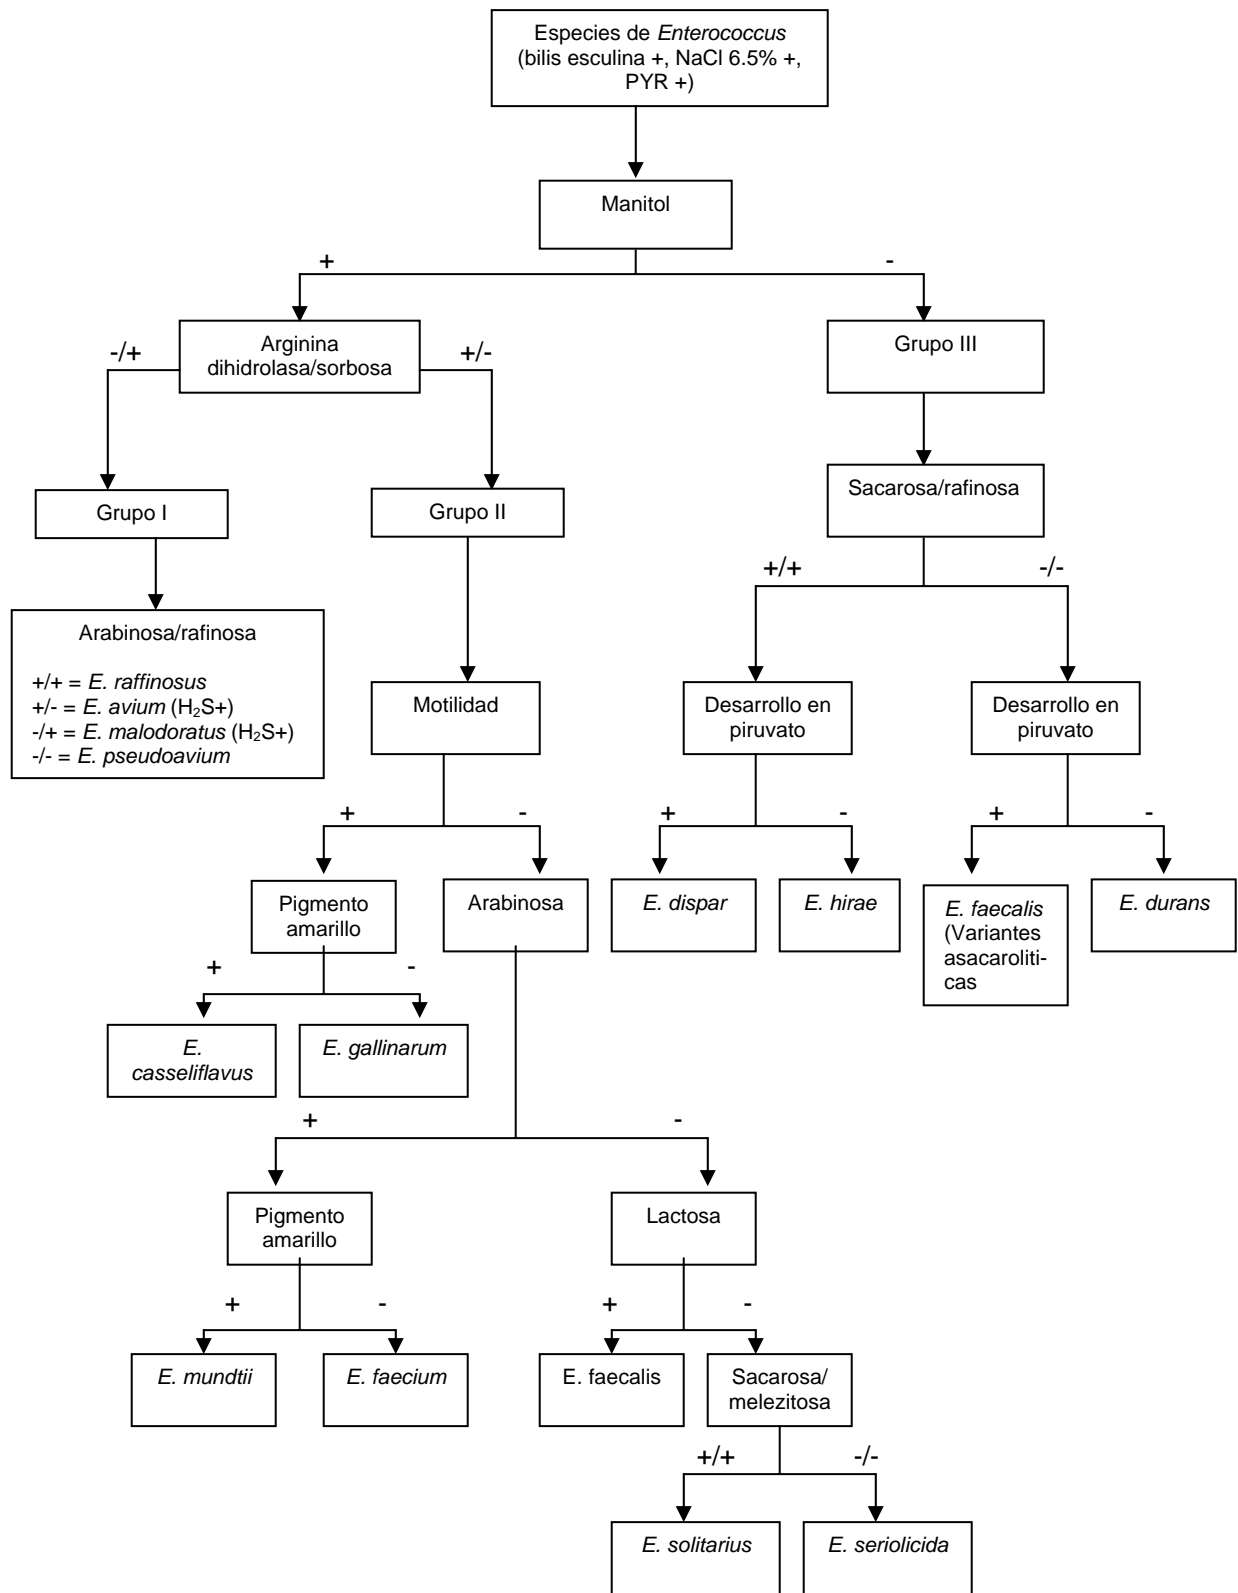 Especies de Enterococcus
(bilis esculina +, NaCl 6.5% +,
PYR +)
Manitol
+
-
Arginina
dihidrolasa/sorbosa
-/+
+/-
Grupo III
Grupo I
Grupo II
Sacarosa/rafinosa
+/+
-/-
Arabinosa/rafinosa
+/+ = E. raffinosus
+/- = E. avium (H₂S+)
-/+ = E. malodoratus (H₂S+)
-/- = E. pseudoavium
Motilidad
Desarrollo en
piruvato
Desarrollo en
piruvato
+
-
+
-
+
-
Pigmento
amarillo
Arabinosa
E. dispar
E. hirae
E. faecalis
(Variantes
asacaroliti-
cas
E. durans
+
-
E.
casseliflavus
E. gallinarum
+
-
Pigmento
amarillo
Lactosa
+
-
+
-
E. mundtii
E. faecium
E. faecalis
Sacarosa/
melezitosa
+/+
-/-
E. solitarius
E. seriolicida